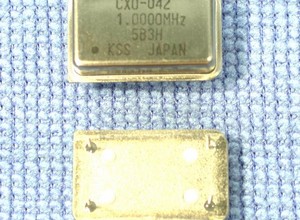 CXO-042
1.0000MHz
5B3H
• KSS JAPAN